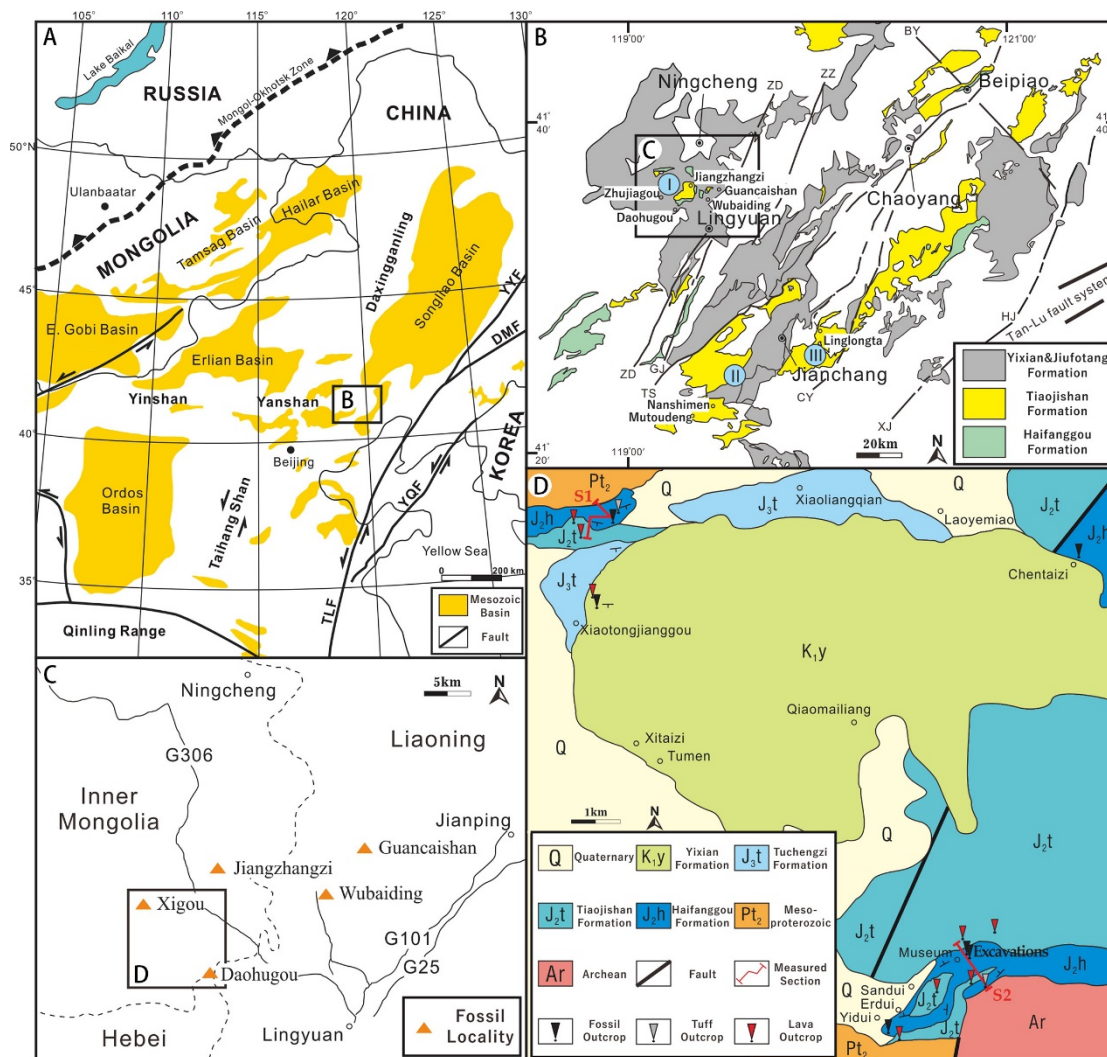 A
105°
110°
115°
120°
125°
130°
Lake Baikal
RUSSIA
Mongol-Okhotsk Zone
CHINA
50°N
Ulanbaatar
MONGOLIA
Tamsag Basin
Hailar Basin
Daxingganling
Songliao Basin
45°
E. Gobi Basin
Erlian Basin
YYF
DMF
B
Yinshan
Yanshan
40°
Beijing
KOREA
Ordos
Basin
Taihang Shan
YQF
Yellow Sea
35°
0 200 km
TLF
Mesozoic
Basin
Fault
Qinling Range
B
119°00'
121°00'
BY
Ningcheng
ZD
ZZ
Beipiao
41°
40'
C
I
Jiangzhangzi
Zhujiagou
Guancaishan
Wubaiding
Daohugou
Lingyuan
Chaoyang
Tan-Lu fault system
HJ
Linglongta
III
ZD
GJ
II
Jianchang
TS
CY
Nanshimen
Mutoudeng
XJ
20km
N
41°
20'
119°00'
Yixian&Jiufotang
Formation
Tiaojishan
Formation
Haifanggou
Formation
C
Ningcheng
5km
N
Liaoning
G306
Inner
Mongolia
Jianping
Guancaishan
Jiangzhangzi
Wubaiding
Xigou
G101
D
G25
Daohugou
Hebei
Lingyuan
Fossil
Locality
D
Pt₂
S1
Q
Xiaoliangqian
Q
J₂t
J₂h
J₃t
Laoyemiao
J₂h
J₂t
Chentaizi
J₃t
Xiaotongjianggou
K₁y
Qiaomailiang
Xitaizi
Q
Tumen
1km
N
Q
J₂t
Q
Quaternary
K₁y
Yixian
Formation
J₃t
Tuchengzi
Formation
J₂t
Tiaojishan
Formation
J₂h
Haifanggou
Formation
Pt₂
Meso-
proterozoic
Ar
Archean
Fault
Measured
Section
Fossil
Outcrop
Tuff
Outcrop
Lava
Outcrop
J₂t
Museum
Excavations
J₂h
Q
Sandui
Erdui
Yidui
J₂t
S2
J₂t
Pt₂
Ar